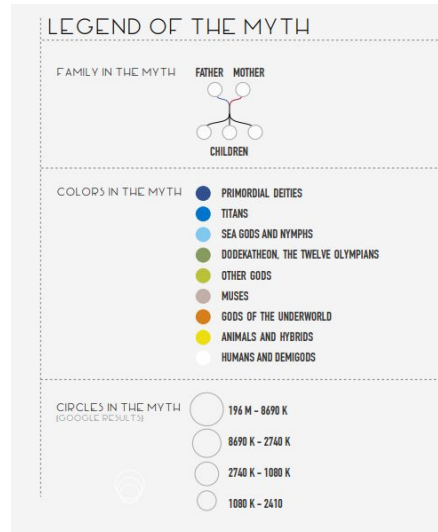 LEGEND OF THE MYTH
FAMILY IN THE MYTH
FATHER MOTHER
CHILDREN
COLORS IN THE MYTH
PRIMORDIAL DEITIES
TITANS
SEA GODS AND NYMPHS
DODEKATHEON, THE TWELVE OLYMPIANS
OTHER GODS
MUSES
GODS OF THE UNDERWORLD
ANIMALS AND HYBRIDS
HUMANS AND DEMIGODS
CIRCLES IN THE MYTH
(GOOGLE RESULTS)
196 M - 8690 K
8690 K - 2740 K
2740 K - 1080 K
1080 K - 2410